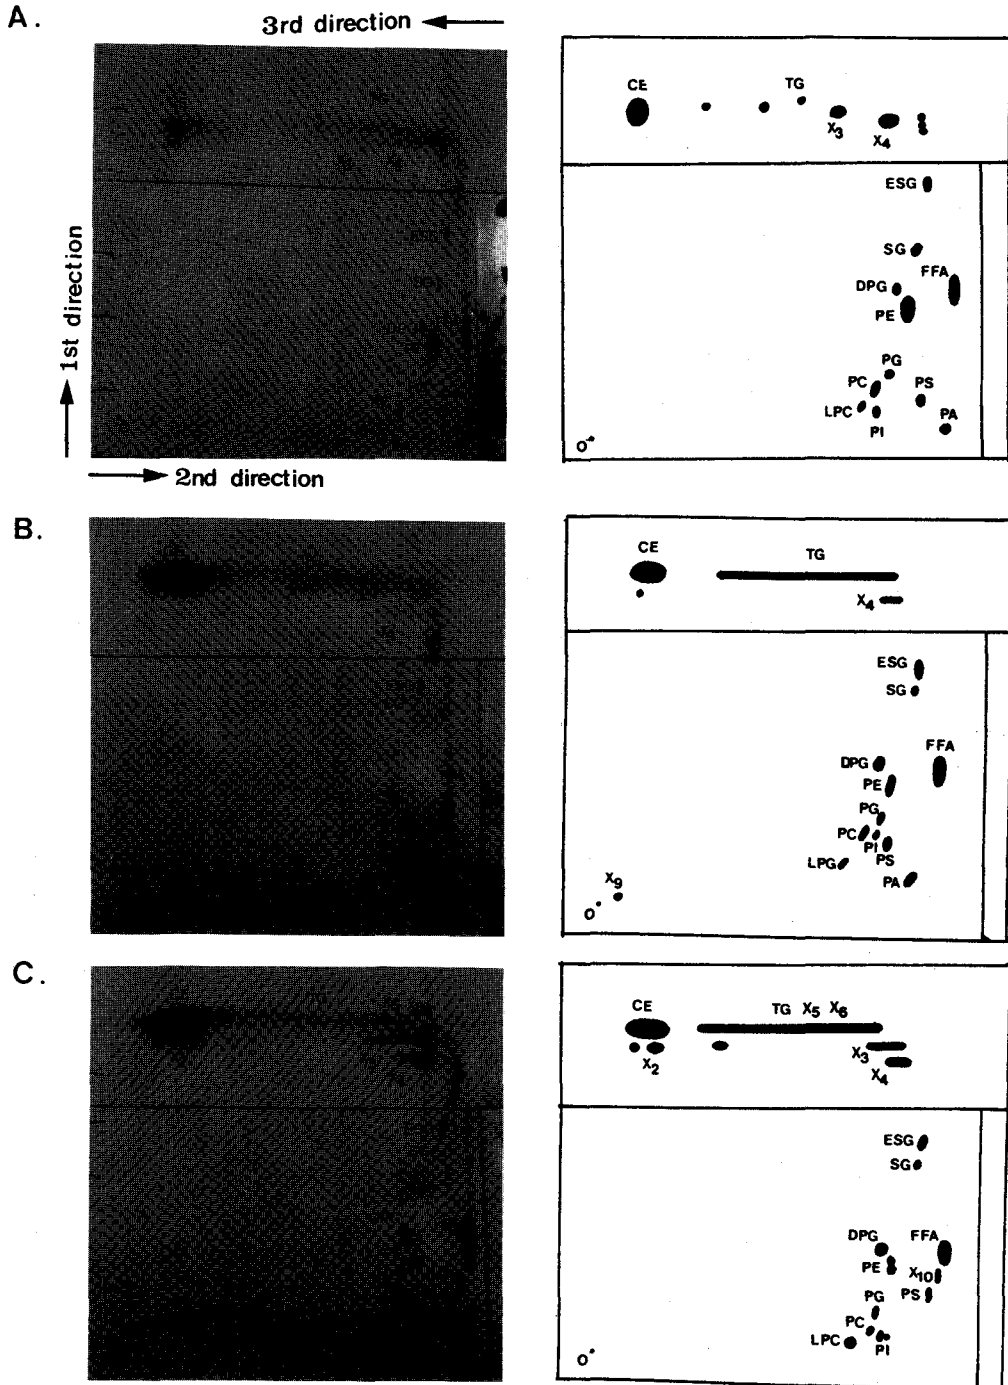 A.
3rd direction
1st direction
2nd direction
CE
TG
X3
X4
ESG
SG
FFA
DPG
PE
PG
PC
PS
LPC
PI
PA
O
B.
CE
TG
X4
ESG
SG
FFA
DPG
PE
PG
PC
PI
PS
LPG
PA
X9
O
C.
CE
TG X5 X6
X2
X3
X4
ESG
SG
DPG
FFA
PE
X10
PG
PS
PC
LPC
PI
O